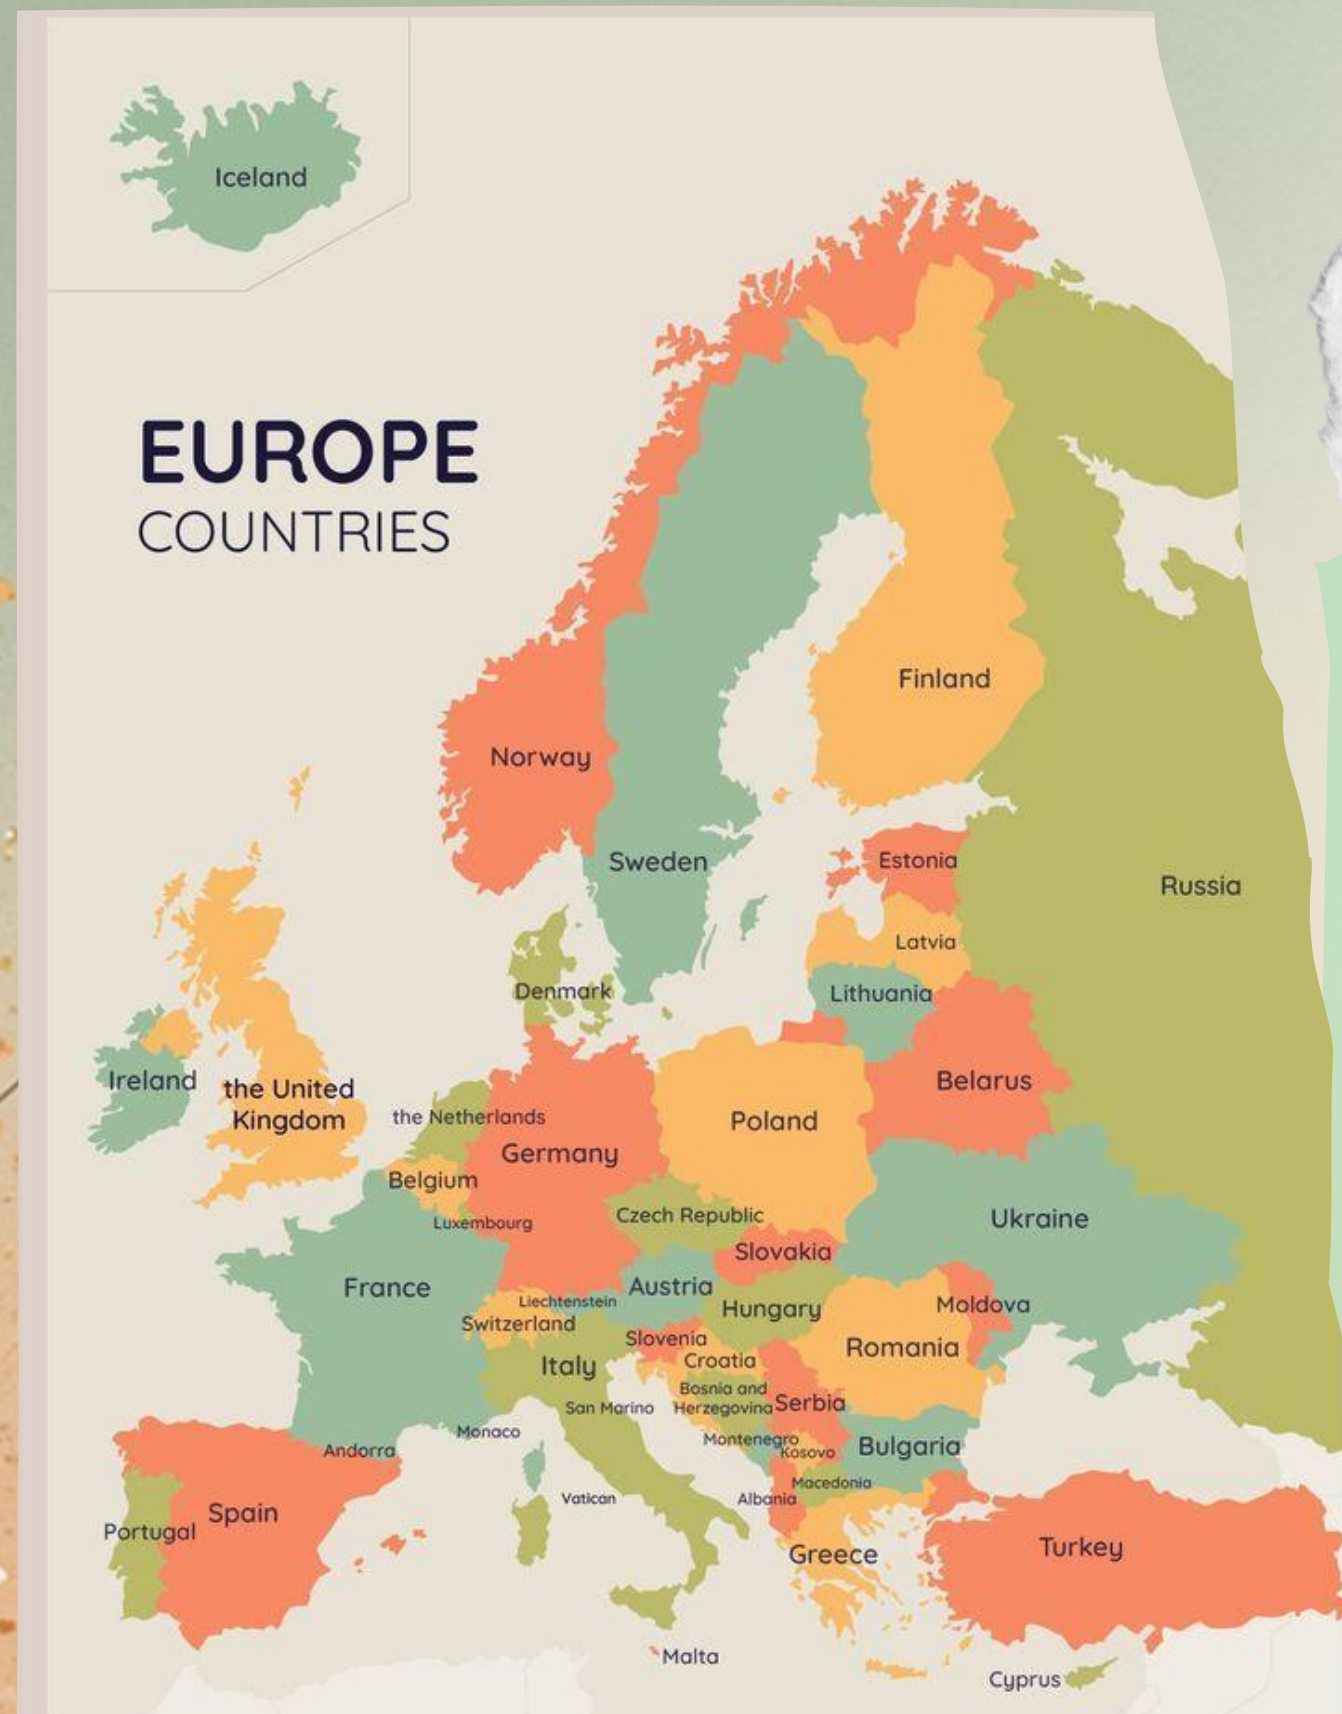 Iceland
EUROPE
COUNTRIES
Finland
Norway
Sweden
Estonia
Russia
Latvia
Denmark
Lithuania
Ireland
the United
Kingdom
Belarus
the Netherlands
Poland
Germany
Belgium
Czech Republic
Luxembourg
Ukraine
Slovakia
France
Austria
Liechtenstein
Hungary
Moldova
Switzerland
Slovenia
Romania
Italy
Croatia
Bosnia and
Herzegovina
Serbia
San Marino
Monaco
Montenegro
Kosovo
Bulgaria
Andorra
Macedonia
Vatican
Albania
Spain
Portugal
Greece
Turkey
Malta
Cyprus